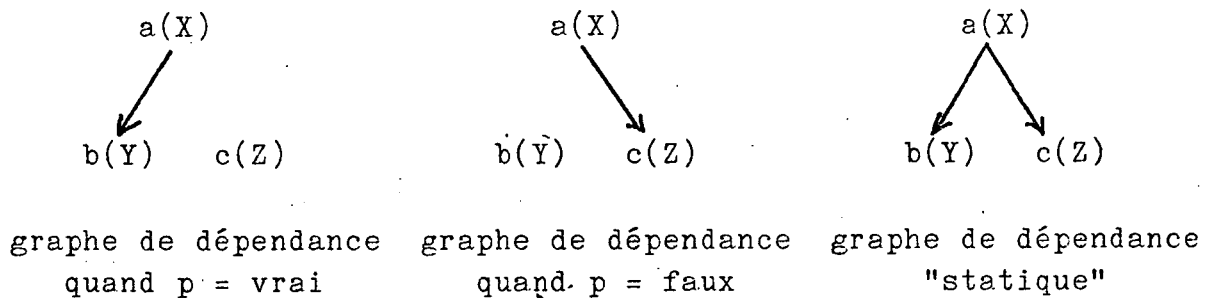 a(X) a(X) a(X)
b(Y) c(Z) b(Y) c(Z) b(Y) c(Z)
graphe de dépendance graphe de dépendance graphe de dépendance
quand p = vrai quand p = faux "statique"